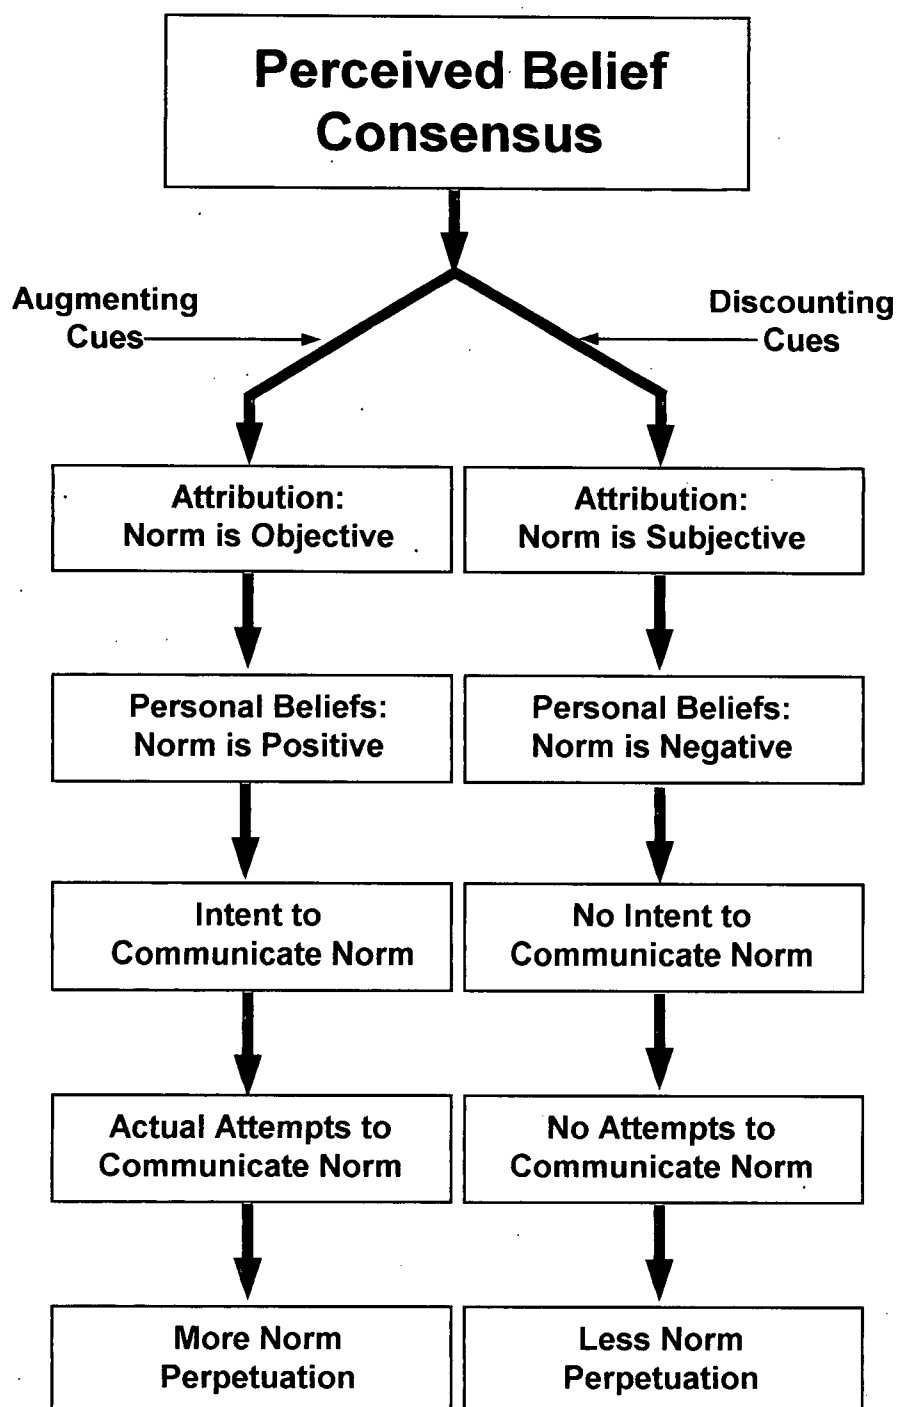 Perceived Belief
Consensus
Augmenting
Cues
Discounting
Cues
Attribution:
Norm is Objective
Attribution:
Norm is Subjective
Personal Beliefs:
Norm is Positive
Personal Beliefs:
Norm is Negative
Intent to
Communicate Norm
No Intent to
Communicate Norm
Actual Attempts to
Communicate Norm
No Attempts to
Communicate Norm
More Norm
Perpetuation
Less Norm
Perpetuation